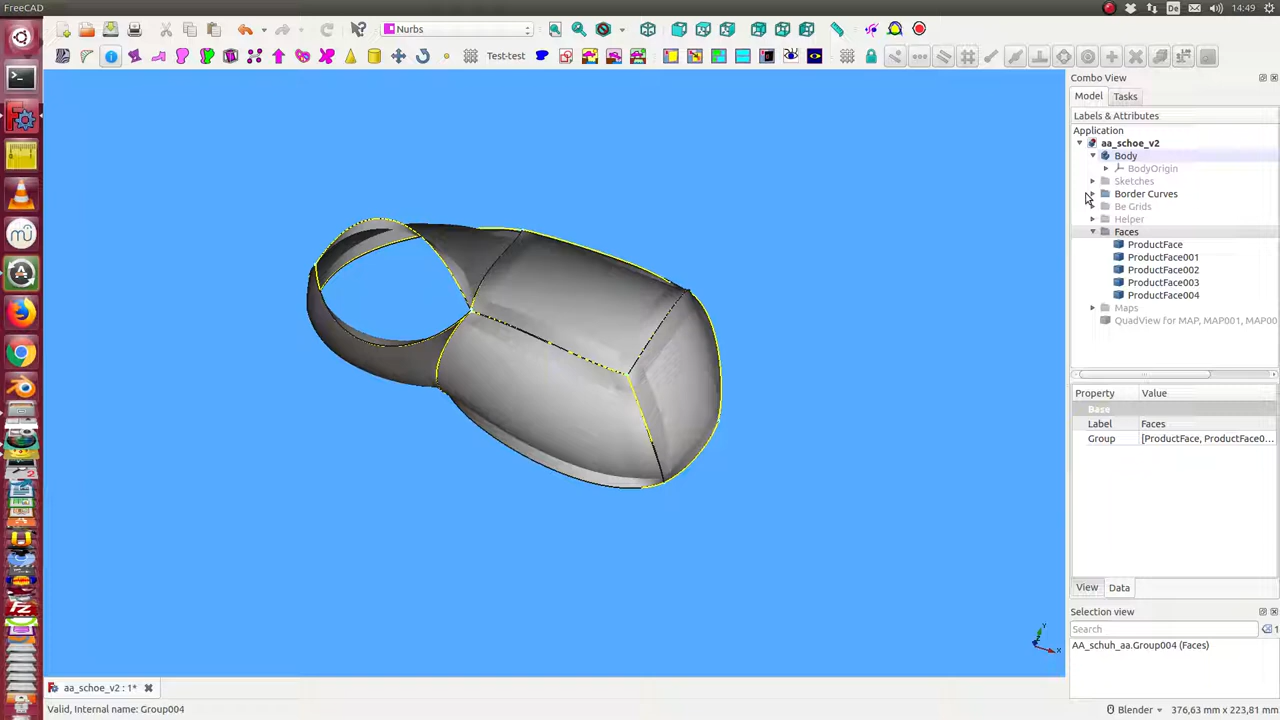 FreeCAD
De
14:49
Nurbs
Test-test
Combo View
Model
Tasks
Labels & Attributes
Application
aa_schoe_v2
Body
BodyOrigin
Sketches
Border Curves
Be Grids
Helper
Faces
ProductFace
ProductFace001
ProductFace002
ProductFace003
ProductFace004
Maps
QuadView for MAP, MAP001, MAP00
Property
Value
Base
Label
Faces
Group
[ProductFace, ProductFace0...
View
Data
Selection view
Search
1
AA_schuh_aa.Group004 (Faces)
Y
X
aa_schoe_v2 : 1*
Valid, Internal name: Group004
Blender
376,63 mm x 223,81 mm